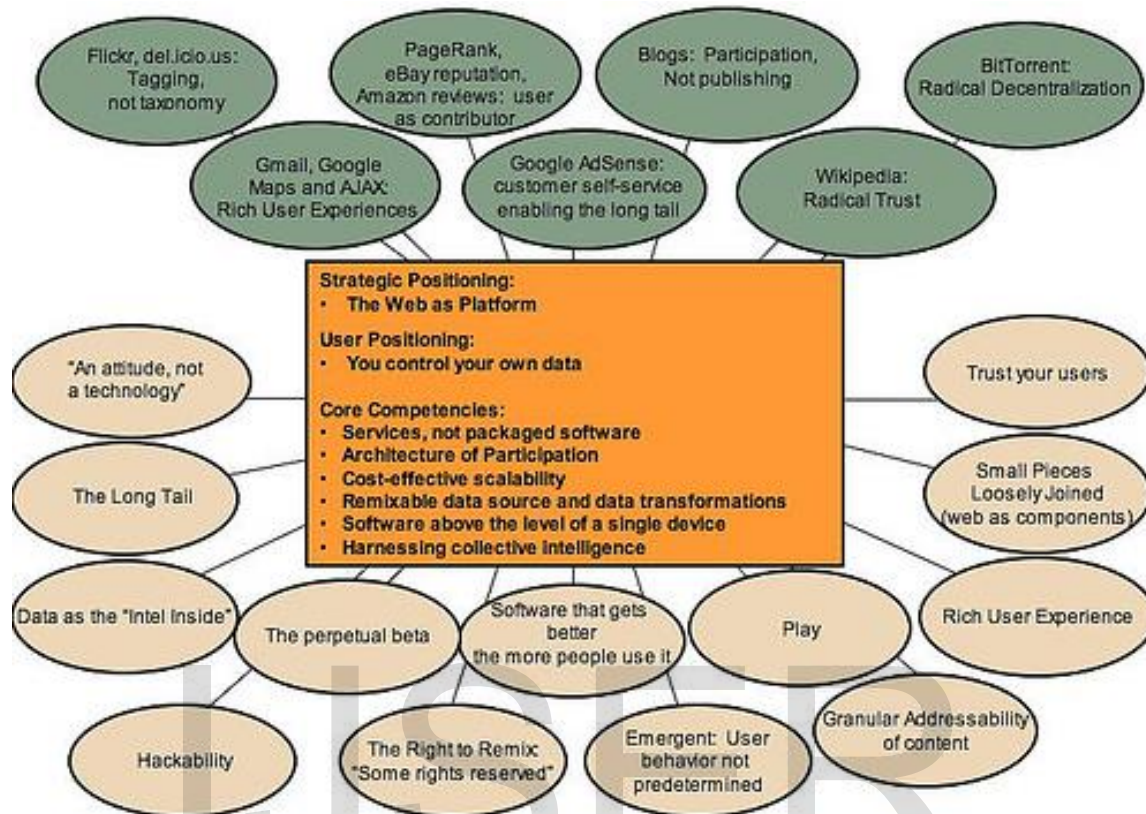 Flickr, del.icio.us:
Tagging,
not taxonomy
PageRank,
eBay reputation,
Amazon reviews: user
as contributor
Blogs: Participation,
Not publishing
BitTorrent:
Radical Decentralization
Gmail, Google
Maps and AJAX:
Rich User Experiences
Google AdSense:
customer self-service
enabling the long tail
Wikipedia:
Radical Trust
Strategic Positioning:
• The Web as Platform
User Positioning:
• You control your own data
Core Competencies:
• Services, not packaged software
• Architecture of Participation
• Cost-effective scalability
• Remixable data source and data transformations
• Software above the level of a single device
• Harnessing collective intelligence
"An attitude, not
a technology"
Trust your users
The Long Tail
Small Pieces
Loosely Joined
(web as components)
Data as the "Intel Inside"
The perpetual beta
Software that gets
better
the more people use it
Play
Rich User Experience
Hackability
The Right to Remix:
"Some rights reserved"
Emergent: User
behavior not
predetermined
Granular Addressability
of content
IJSER